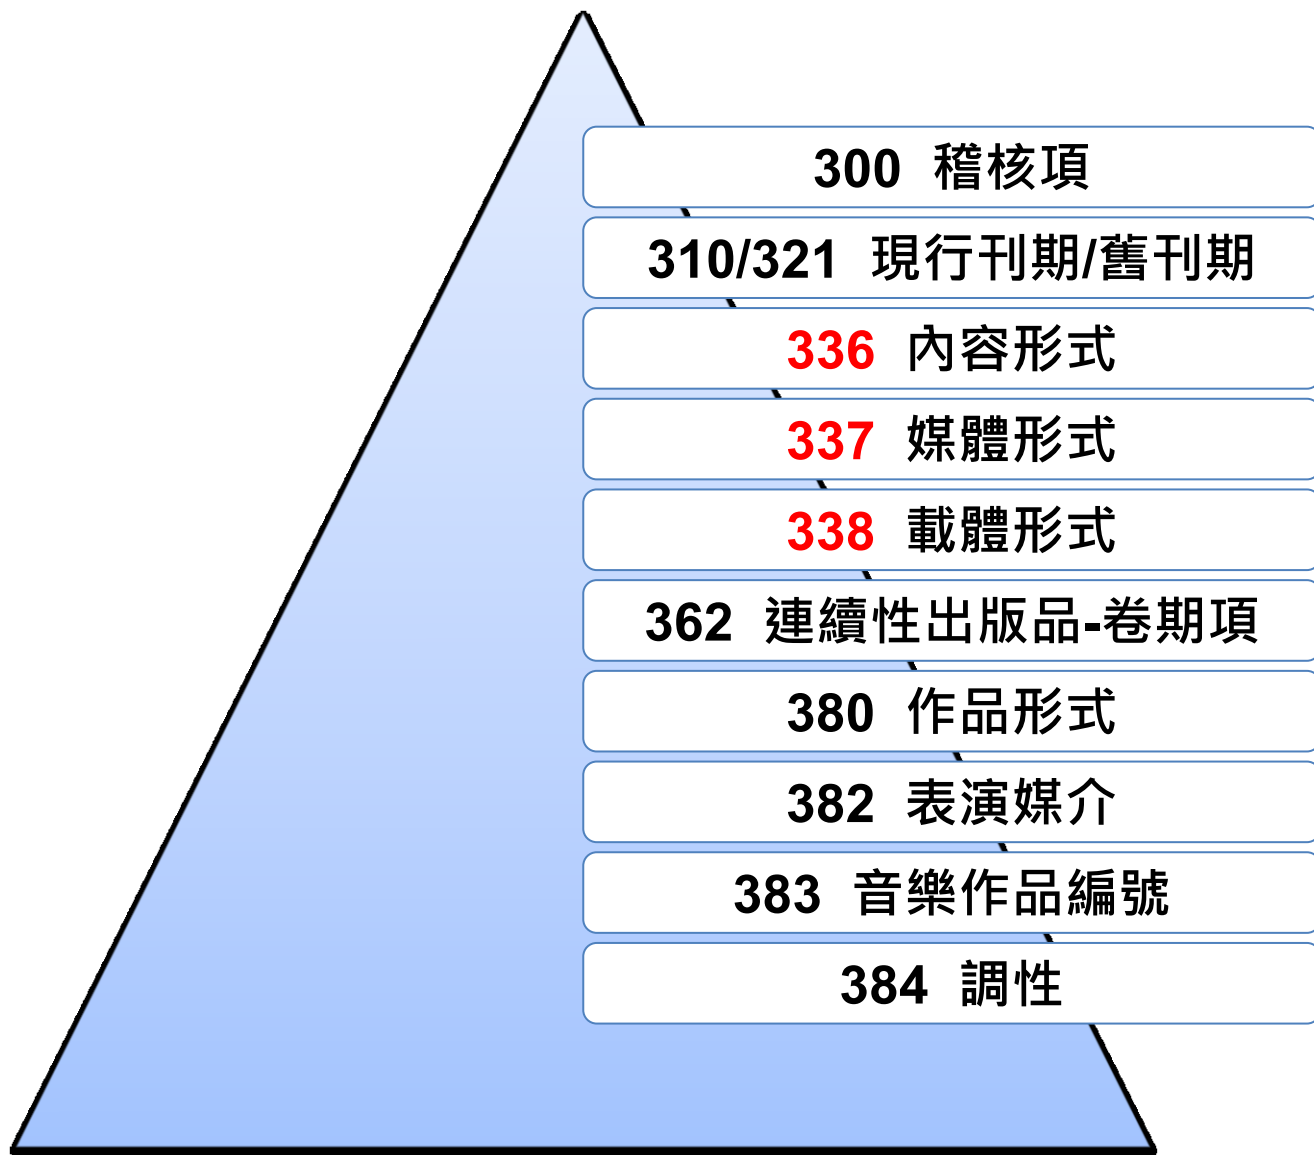 300 稽核項
310/321 現行刊期/舊刊期
336 內容形式
337 媒體形式
338 載體形式
362 連續性出版品-卷期項
380 作品形式
382 表演媒介
383 音樂作品編號
384 調性